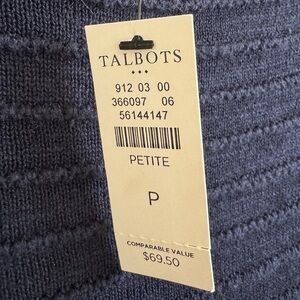 TALBOTS
912 03 00
366097 06
56144147
PETITE
P
COMPARABLE VALUE
$69.50